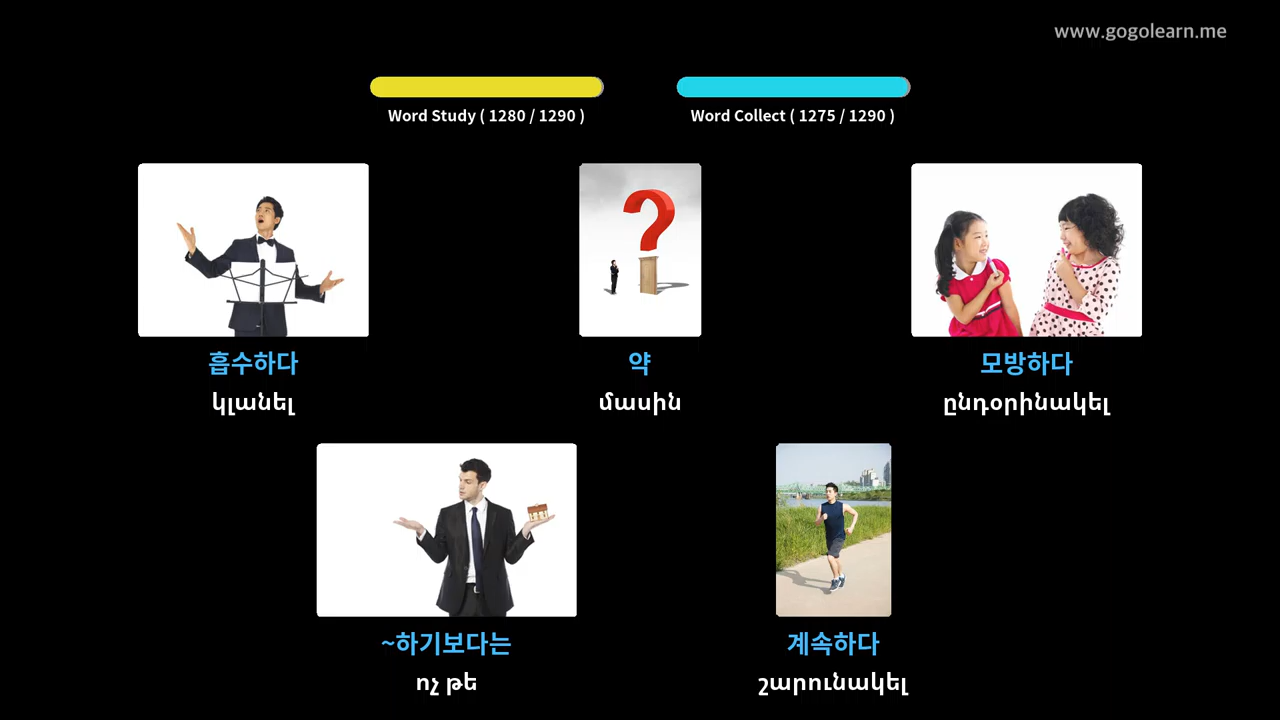 www.gogolearn.me
Word Study ( 1280 / 1290 )
Word Collect ( 1275 / 1290 )
흡수하다
կլանել
약
մասին
모방하다
ընդօրինակել
~하기보다는
ոչ թե
계속하다
շարունակել